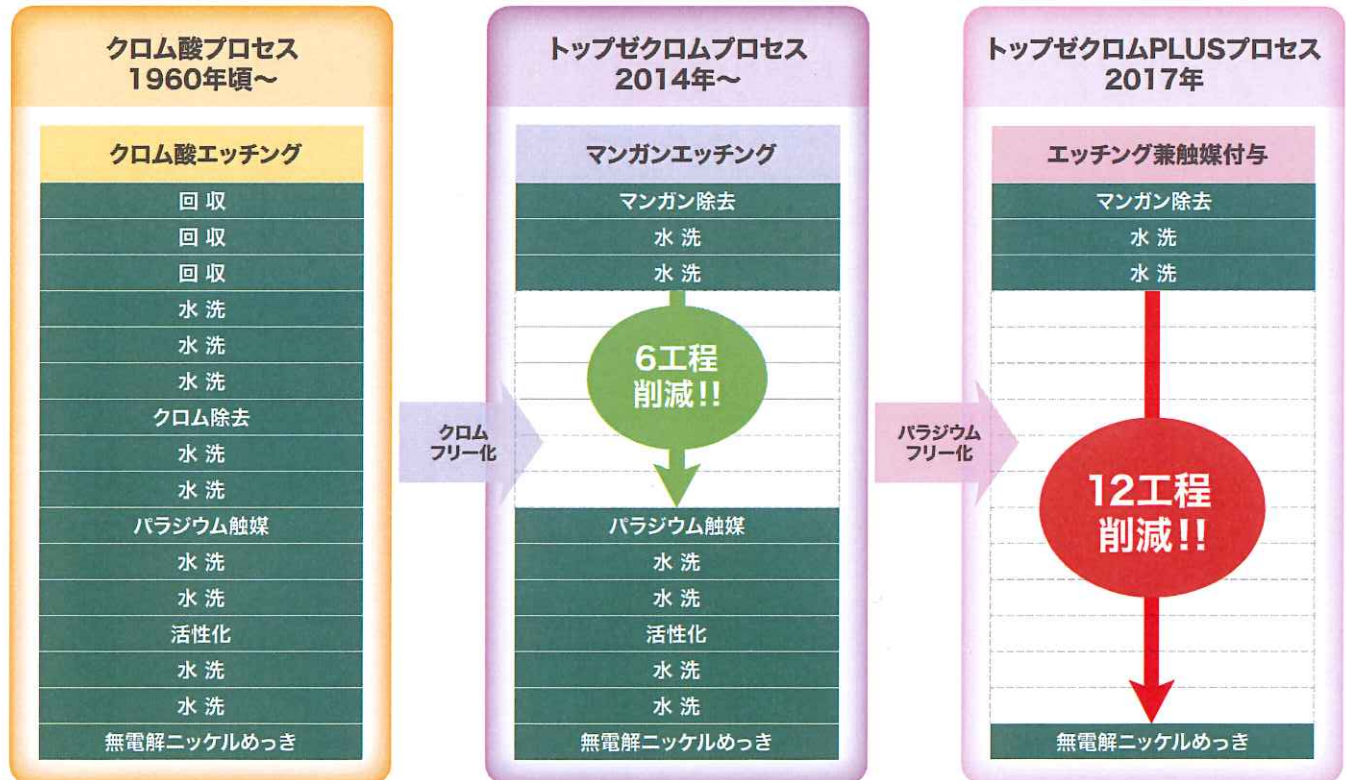 クロム酸プロセス
1960年頃～
クロム酸エッチング
回 収
回 収
回 収
水 洗
水 洗
水 洗
クロム除去
水 洗
水 洗
パラジウム触媒
水 洗
水 洗
活性化
水 洗
水 洗
無電解ニッケルめっき
クロム
フリー化
トップゼクロムプロセス
2014年～
マンガンエッチング
マンガン除去
水 洗
水 洗
6工程
削減!!
パラジウム触媒
水 洗
水 洗
活性化
水 洗
水 洗
無電解ニッケルめっき
パラジウム
フリー化
トップゼクロムPLUSプロセス
2017年
エッチング兼触媒付与
マンガン除去
水 洗
水 洗
12工程
削減!!
無電解ニッケルめっき